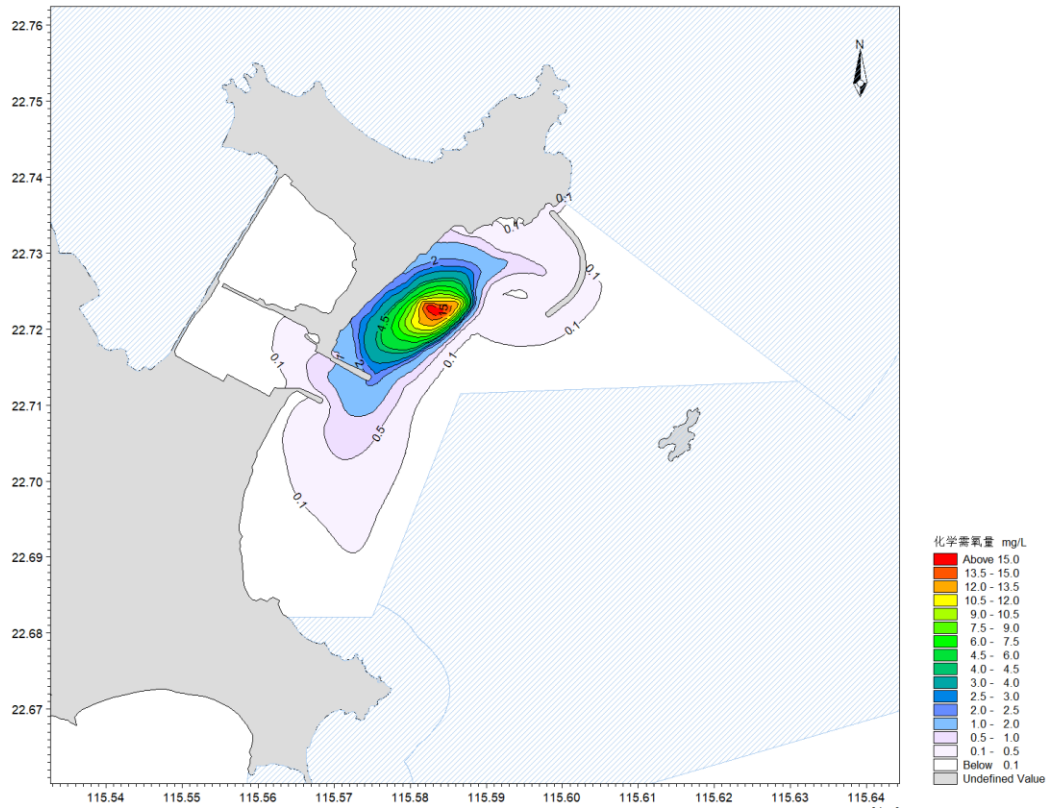 22.76
22.75
22.74
22.73
22.72
22.71
22.70
22.69
22.68
22.67
115.54
115.55
115.56
115.57
115.58
115.59
115.60
115.61
115.62
115.63
115.64
N
0.1
0.1
0.1
2
15
4.5
0.1
0.1
1
2
0.1
0.5
0.1
化学需氧量 mg/L
Above 15.0
13.5 - 15.0
12.0 - 13.5
10.5 - 12.0
9.0 - 10.5
7.5 - 9.0
6.0 - 7.5
4.5 - 6.0
4.0 - 4.5
3.0 - 4.0
2.5 - 3.0
2.0 - 2.5
1.0 - 2.0
0.5 - 1.0
0.1 - 0.5
Below 0.1
Undefined Value